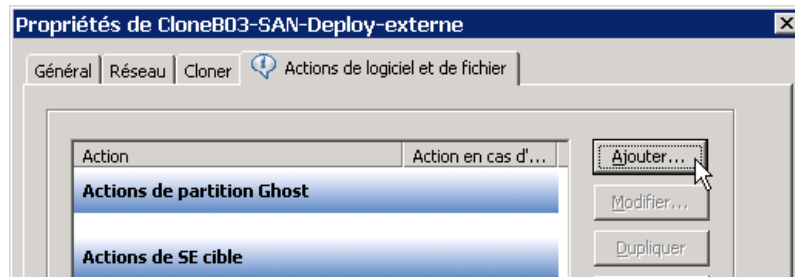 Propriétés de CloneB03-SAN-Deploy-externe
Général Réseau Cloner Actions de logiciel et de fichier
Action Action en cas d'... Ajouter...
Actions de partition Ghost
Modifier...
Dupliquer
Actions de SE cible